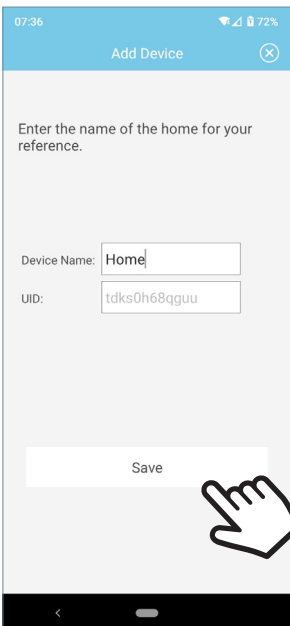 07:36 72%
Add Device
Enter the name of the home for your
reference.
Device Name: Home
UID: tdks0h68qguu
Save